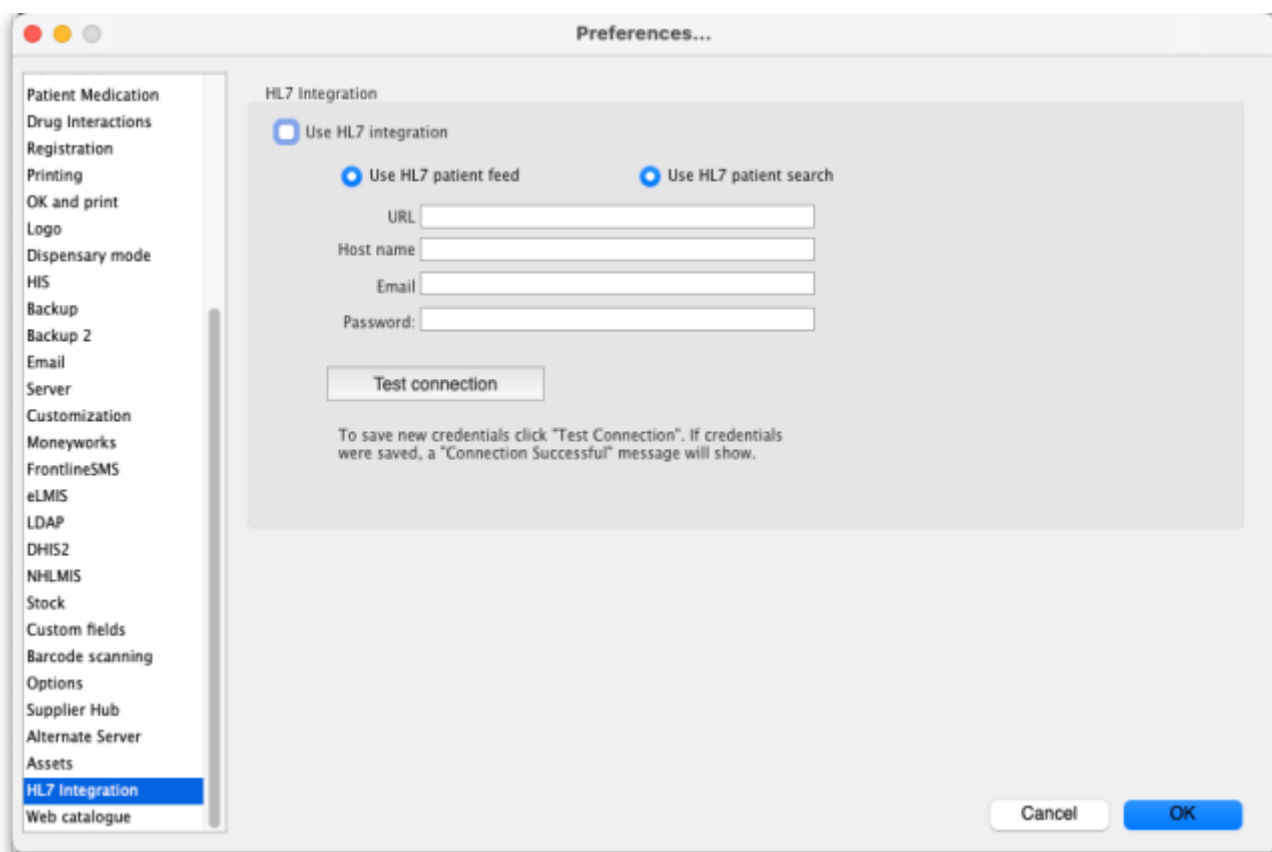 Preferences...
Patient Medication
Drug Interactions
Registration
Printing
OK and print
Logo
Dispensary mode
HIS
Backup
Backup 2
Email
Server
Customization
Moneyworks
FrontlineSMS
eLMIS
LDAP
DHIS2
NHLMIS
Stock
Custom fields
Barcode scanning
Options
Supplier Hub
Alternate Server
Assets
HL7 Integration
Web catalogue
HL7 Integration
Use HL7 integration
Use HL7 patient feed Use HL7 patient search
URL
Host name
Email
Password:
Test connection
To save new credentials click "Test Connection". If credentials
were saved, a "Connection Successful" message will show.
Cancel OK